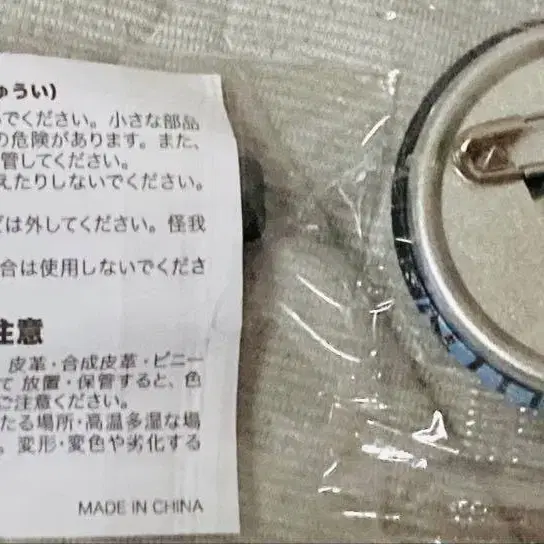 ゅうい)
でください。小さな部品
の危険があります。また、
管してください。
えたりしないでください。
は外してください。怪我
合は使用しないでくださ
注意
皮革・合成皮革・ビニー
て 放置・保管すると、色
ご注意ください。
たる場所・高温多湿な場
。変形・変色や劣化する
MADE IN CHINA